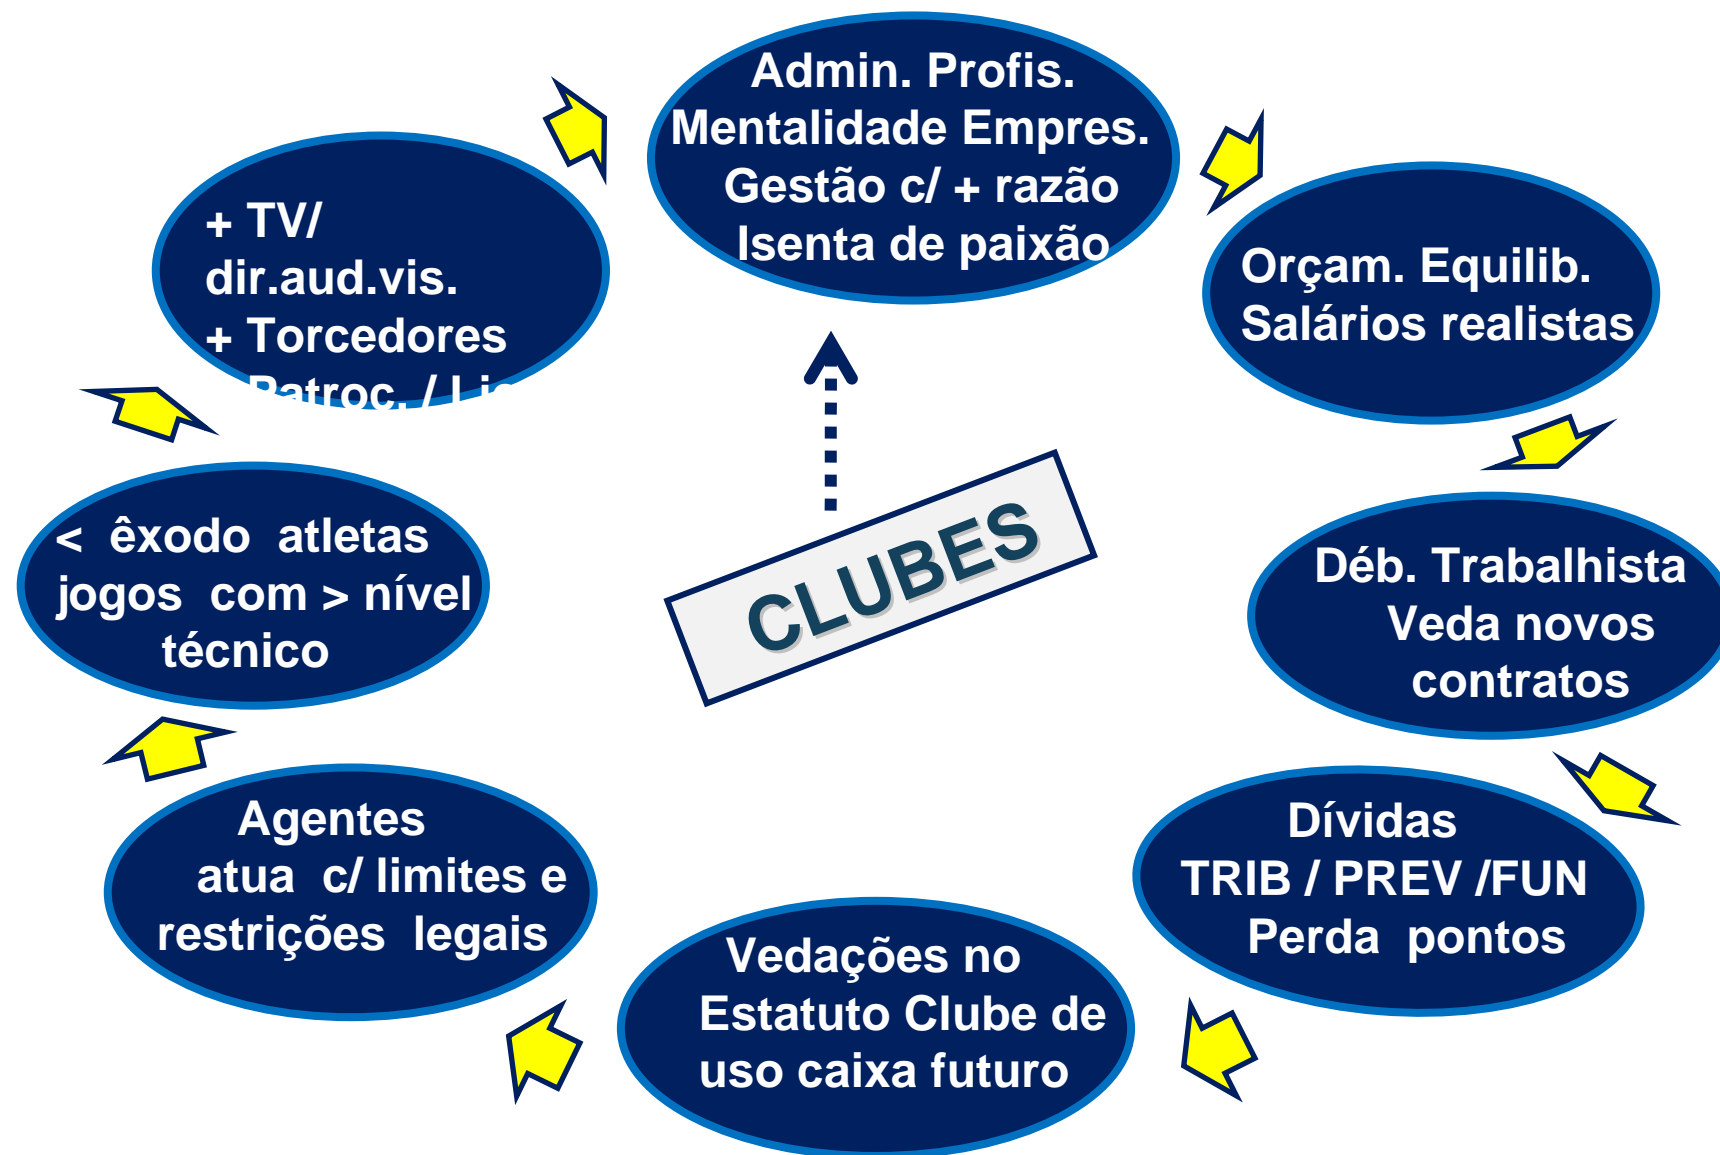 Admin. Profis.
Mentalidade Empres.
Gestão c/ + razão
Isenta de paixão
Orçam. Equilib.
Salários realistas
Déb. Trabalhista
Veda novos
contratos
Dívidas
TRIB / PREV /FUN
Perda pontos
Vedações no
Estatuto Clube de
uso caixa futuro
Agentes
atua c/ limites e
restrições legais
< êxodo atletas
jogos com > nível
técnico
+ TV/
dir.aud.vis.
+ Torcedores
Patroc. /
CLUBES